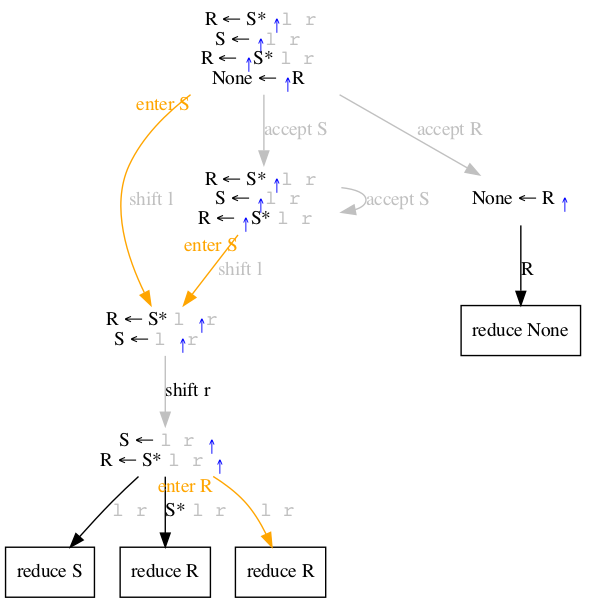 R ← S* ↑ l r
S ← ↑ l r
R ← ↑ S* l r
None ← ↑ R
enter S
accept S
accept R
R ← S* ↑ l r
S ← ↑ l r
R ← ↑ S* l r
shift l
accept S
None ← R ↑
enter S
shift l
R
R ← S* l ↑ r
S ← l ↑ r
reduce None
shift r
S ← l r ↑
R ← S* l r ↑
enter R
l r
S* l r
l r
reduce S
reduce R
reduce R